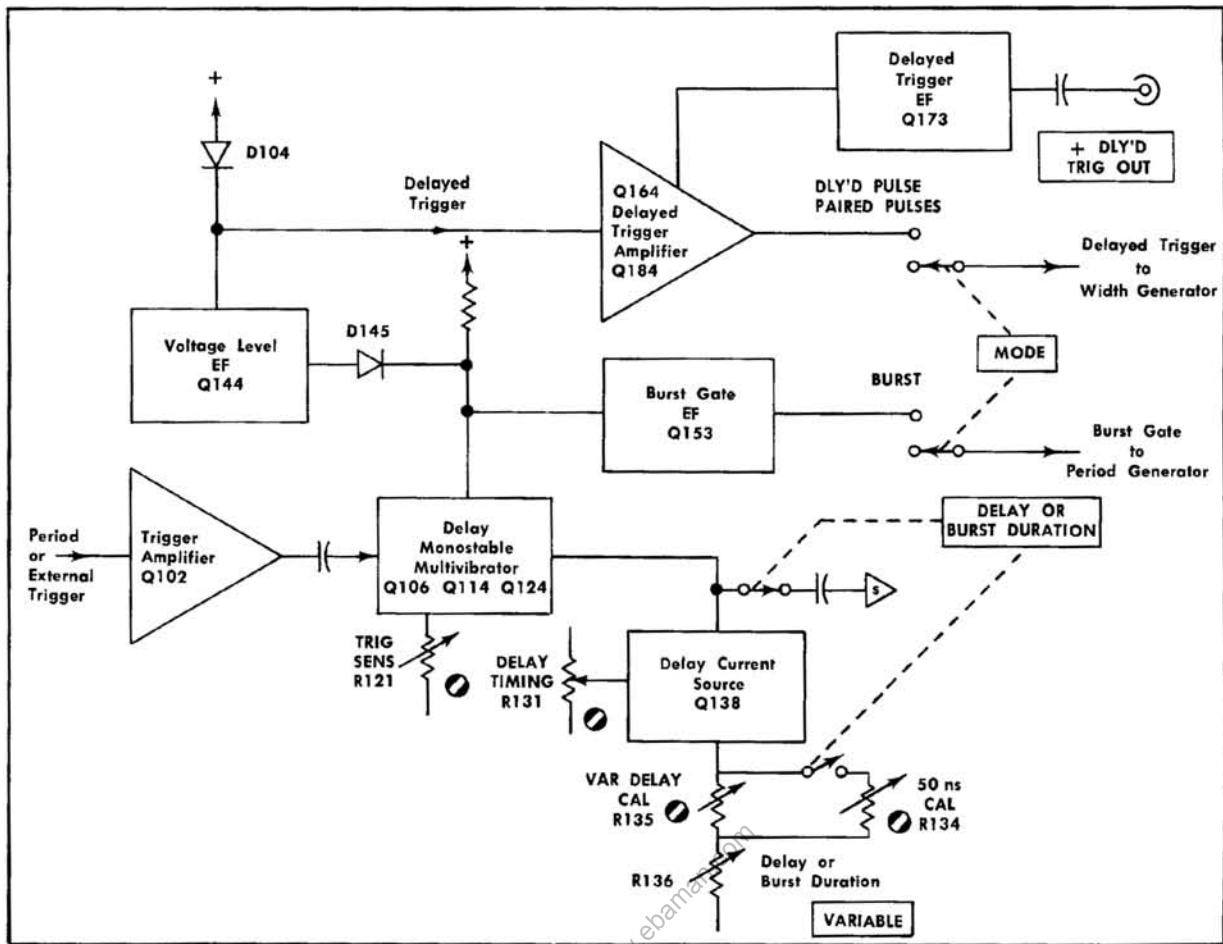 Delayed
Trigger
EF
Q173
+ DLY'D
TRIG OUT
+
D104
Delayed
Trigger
+
Q164
Delayed
Trigger
Amplifier
Q184
DLY'D PULSE
PAIRED PULSES
Delayed Trigger
to
Width Generator
Voltage Level
EF
Q144
D145
MODE
Burst Gate
EF
Q153
BURST
Burst Gate
to
Period Generator
Period
or
External
Trigger
Trigger
Amplifier
Q102
Delay
Monostable
Multivibrator
Q106 Q114 Q124
DELAY OR
BURST DURATION
S
TRIG
SENS
R121
DELAY
TIMING
R131
Delay Current
Source
Q138
VAR DELAY
CAL
R135
50 ns
CAL
R134
R136
Delay or
Burst Duration
VARIABLE